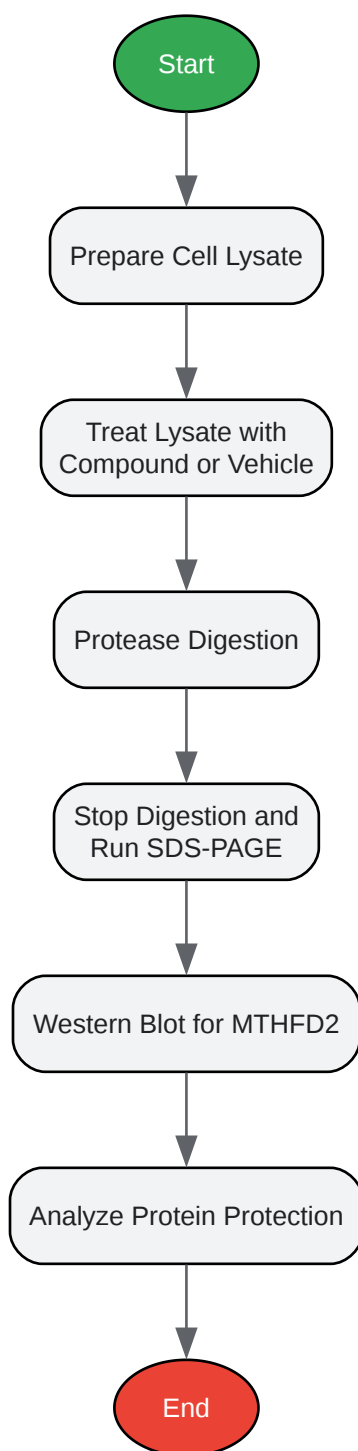 Start
Prepare Cell Lysate
Treat Lysate with
Compound or Vehicle
Protease Digestion
Stop Digestion and
Run SDS-PAGE
Western Blot for MTHFD2
Analyze Protein Protection
End